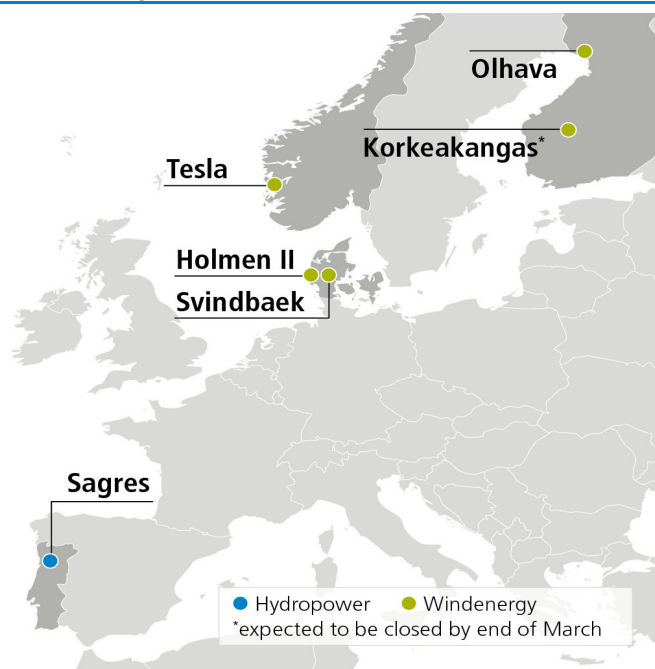 Olhava
Korkeakangas*
Tesla
Holmen II
Svindbaek
Sagres
Hydropower Windenergy
*expected to be closed by end of March